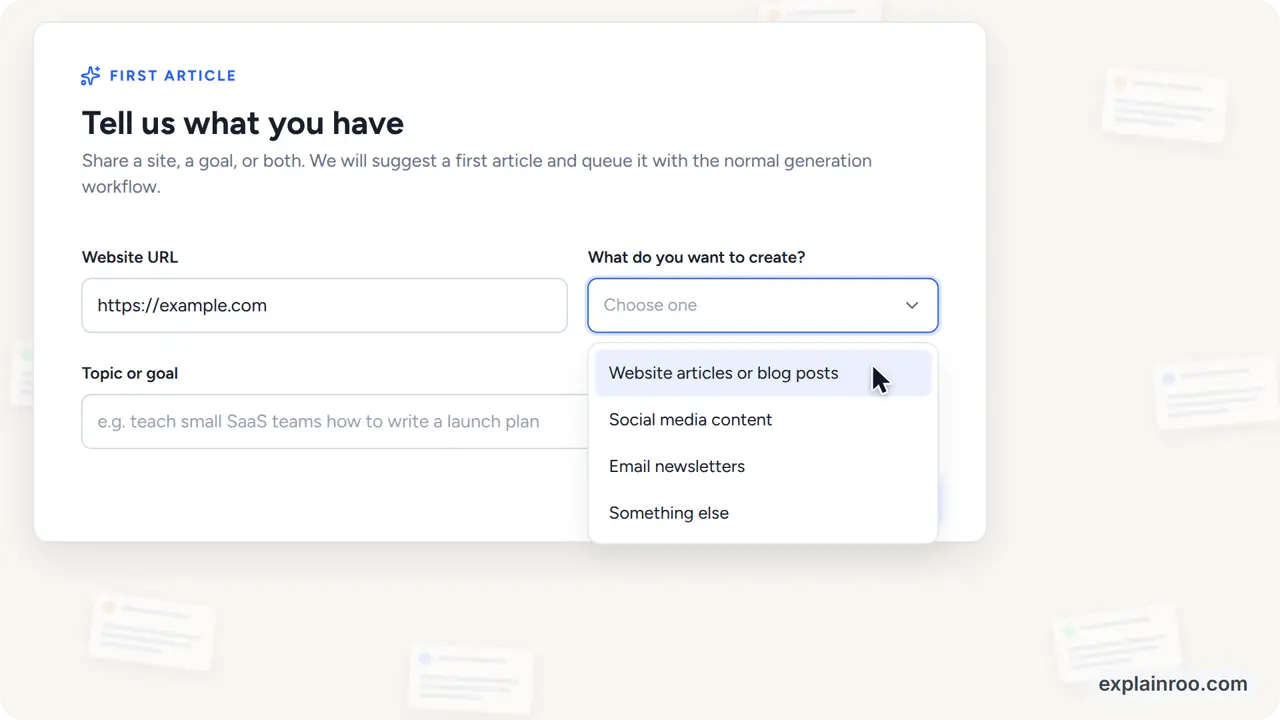 FIRST ARTICLE
Tell us what you have
Share a site, a goal, or both. We will suggest a first article and queue it with the normal generation
workflow.
Website URL
What do you want to create?
https://example.com
Choose one
Topic or goal
Website articles or blog posts
e.g. teach small SaaS teams how to write a launch plan
Social media content
Email newsletters
Something else
explainroo.com